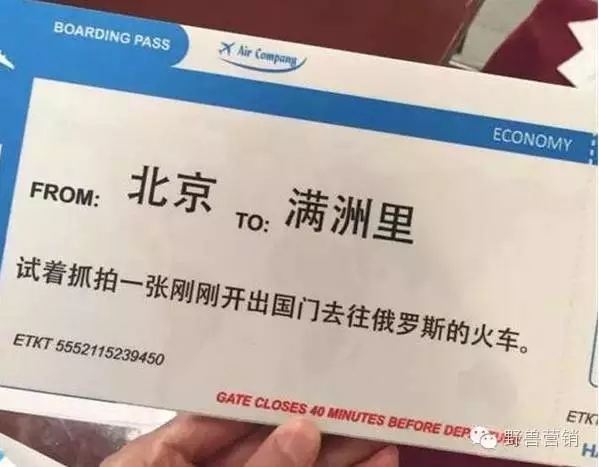 BOARDING PASS
Air Company
ECONOMY
FROM: 北京 TO: 满洲里
试着抓拍一张刚刚开出国门去往俄罗斯的火车。
ETKT 5552115239450
GATE CLOSES 40 MINUTES BEFORE
ETKT
野兽营销